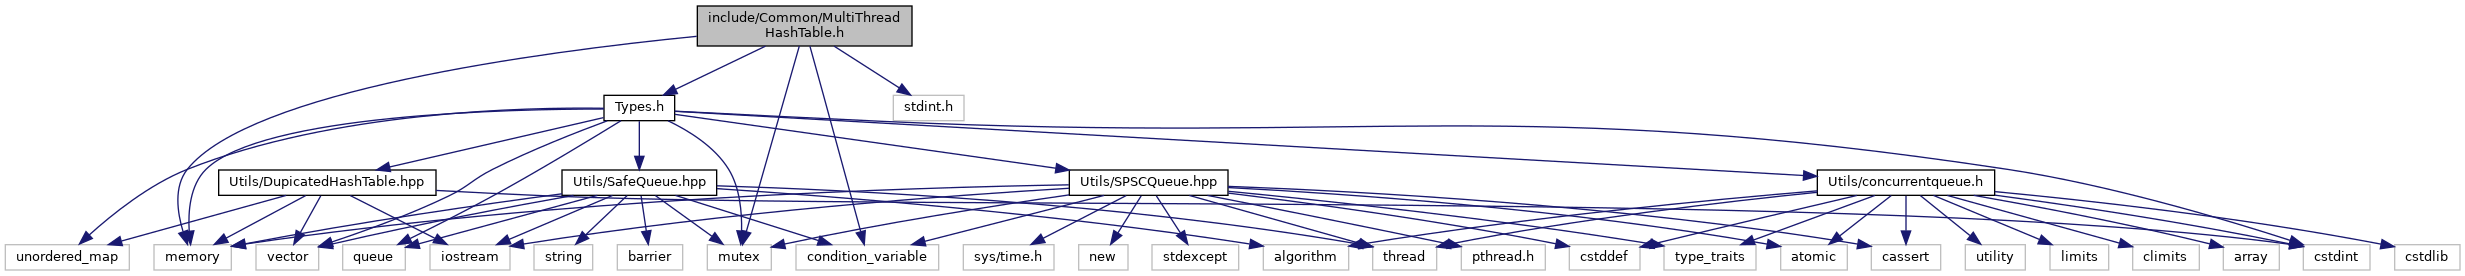 include/Common/MultiThread
HashTable.h
Types.h
stdint.h
Utils/DupicatedHashTable.hpp
Utils/SafeQueue.hpp
Utils/SPSCQueue.hpp
Utils/concurrentqueue.h
unordered_map
memory
vector
queue
iostream
string
barrier
mutex
condition_variable
sys/time.h
new
stdexcept
algorithm
thread
pthread.h
cstddef
type_traits
atomic
cassert
utility
limits
climits
array
cstdint
cstdlib